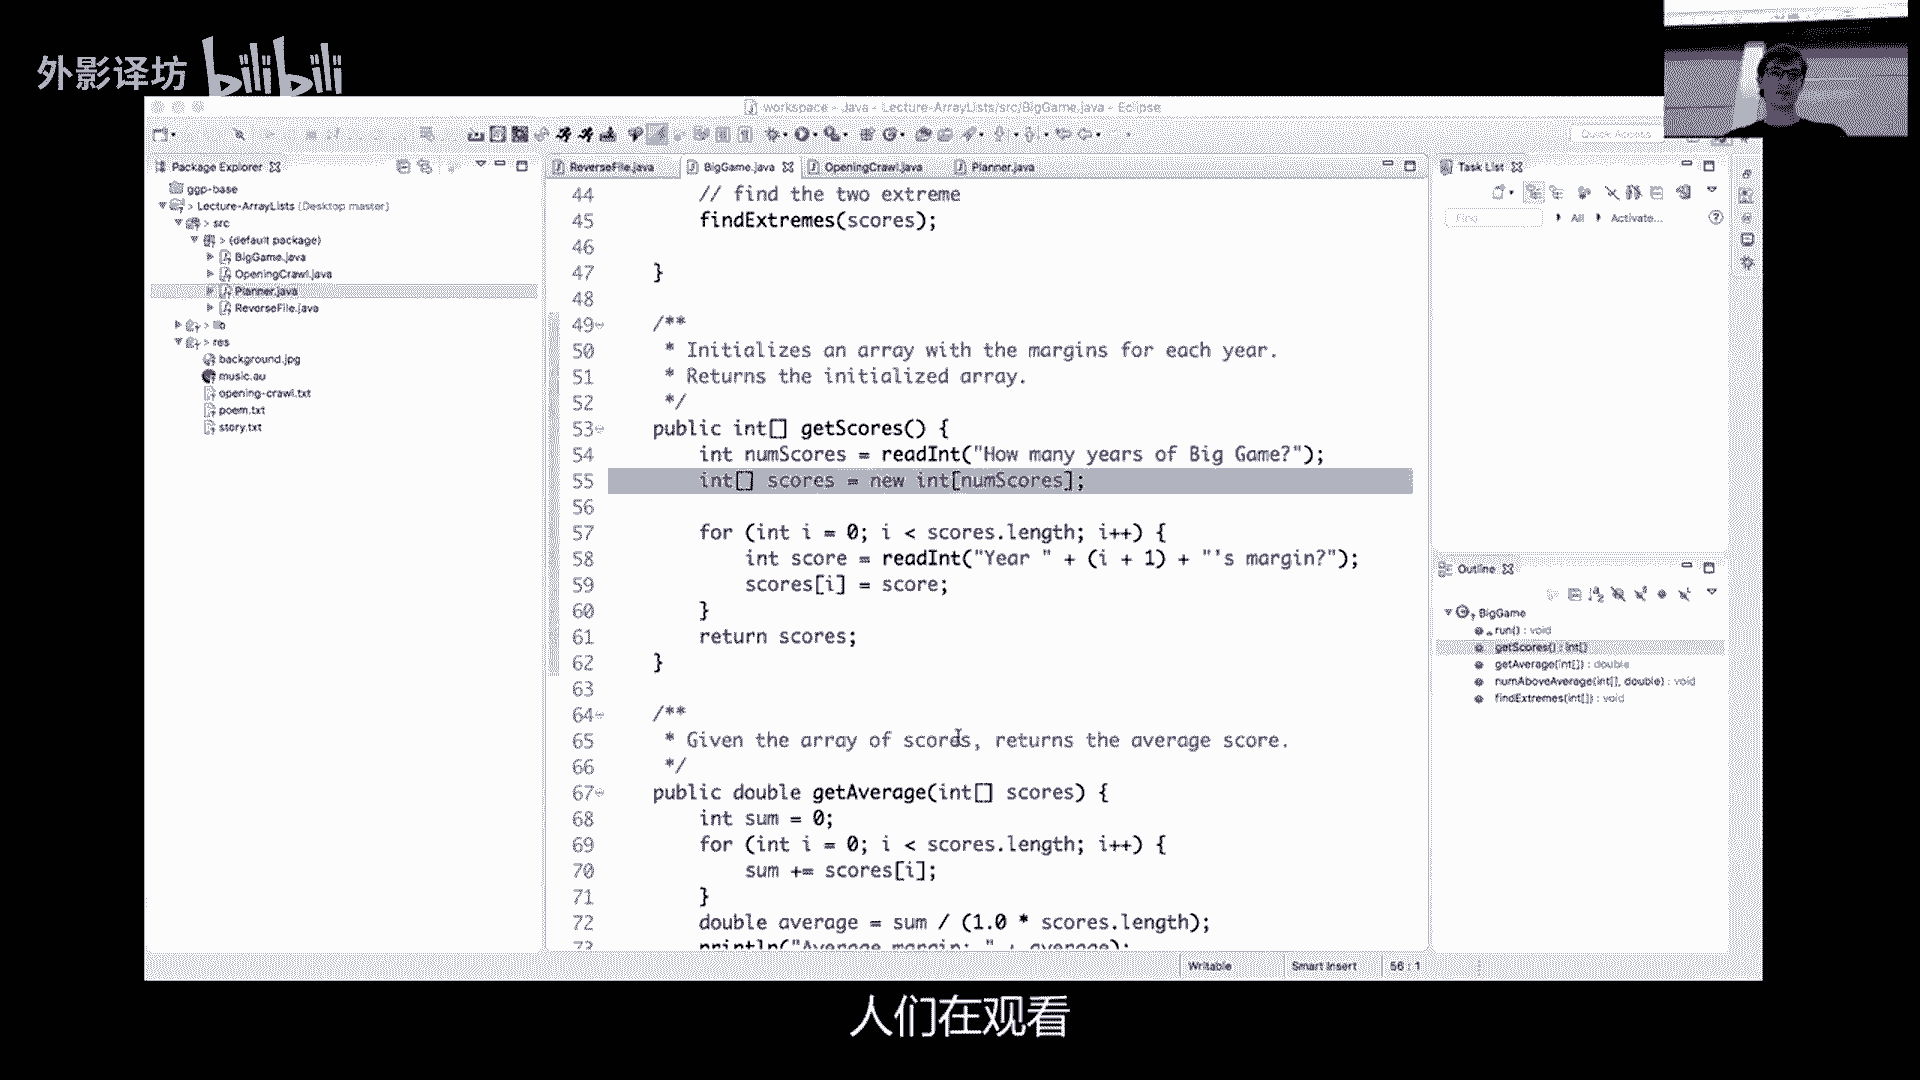 外影译坊 bilibili
workspace - Java - Lecture-ArrayLists/src/BigGame.java - Eclipse
Quick Access
Package Explorer
ggp-base
> Lecture-ArrayLists (Desktop master)
> src
> (default package)
BigGame.java
OpeningCrawl.java
Planner.java
ReverseFile.java
> lib
> res
background.jpg
music.au
opening-crawl.txt
poem.txt
story.txt
ReverseFile.java BigGame.java OpeningCrawl.java Planner.java
44 // find the two extreme
45 findExtremes(scores);
46
47 }
48
49 /**
50 * Initializes an array with the margins for each year.
51 * Returns the initialized array.
52 */
53 public int[] getScores() {
54 int numScores = readInt("How many years of Big Game?");
55 int[] scores = new int[numScores];
56
57 for (int i = 0; i < scores.length; i++) {
58 int score = readInt("Year " + (i + 1) + "'s margin?");
59 scores[i] = score;
60 }
61 return scores;
62 }
63
64 /**
65 * Given the array of scores, returns the average score.
66 */
67 public double getAverage(int[] scores) {
68 int sum = 0;
69 for (int i = 0; i < scores.length; i++) {
70 sum += scores[i];
71 }
72 double average = sum / (1.0 * scores.length);
73 println("Average margin: " + average);
Task List
Find All Activate...
Outline
BigGame
run() : void
getScores() : int[]
getAverage(int[]) : double
numAboveAverage(int[], double) : void
findExtremes(int[]) : void
Writable Smart Insert 56 : 1
人们在观看